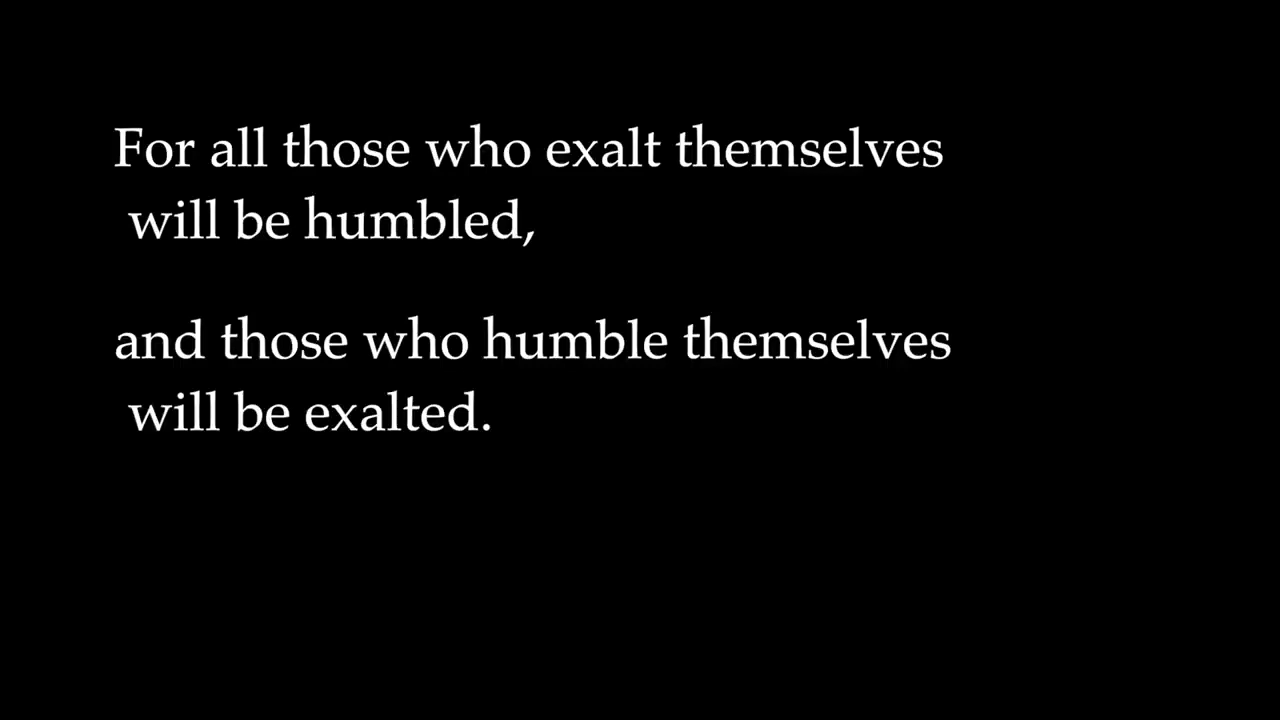 For all those who exalt themselves
will be humbled,
and those who humble themselves
will be exalted.